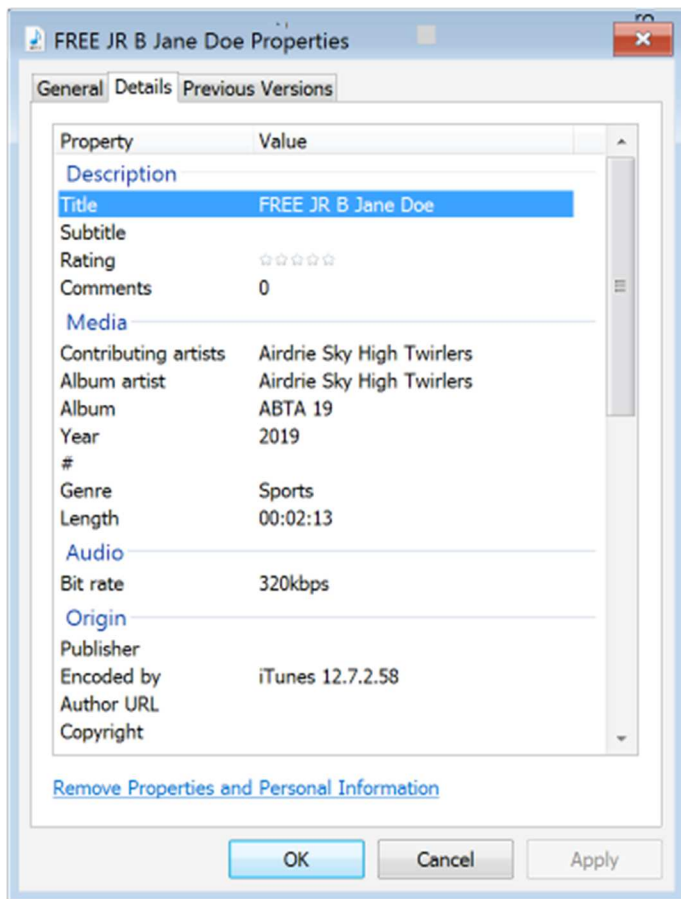 FREE JR B Jane Doe Properties
General Details Previous Versions
Property Value
Description
Title FREE JR B Jane Doe
Subtitle
Rating
Comments 0
Media
Contributing artists Airdrie Sky High Twirlers
Album artist Airdrie Sky High Twirlers
Album ABTA 19
Year 2019
#
Genre Sports
Length 00:02:13
Audio
Bit rate 320kbps
Origin
Publisher
Encoded by iTunes 12.7.2.58
Author URL
Copyright
Remove Properties and Personal Information
OK Cancel Apply